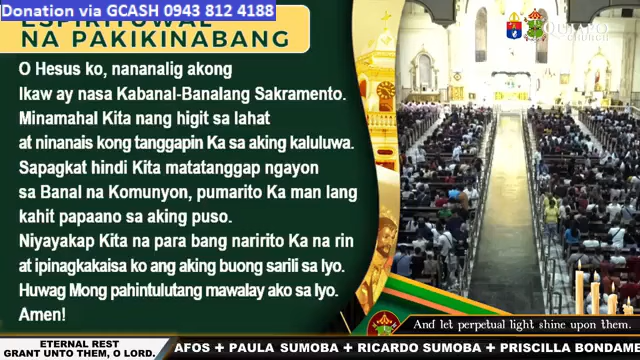 Donation via GCASH 0943 812 4188
ESPIRITUWAL
NA PAKIKINABANG
QUIAPO
CHURCH
O Hesus ko, nananalig akong
Ikaw ay nasa Kabanal-Banalang Sakramento.
Minamahal Kita nang higit sa lahat
at ninanais kong tanggapin Ka sa aking kaluluwa.
Sapagkat hindi Kita matatanggap ngayon
sa Banal na Komunyon, pumarito Ka man lang
kahit papaano sa aking puso.
Niyayakap Kita na para bang naririto Ka na rin
at ipinagkakaisa ko ang aking buong sarili sa Iyo.
Huwag Mong pahintulutang mawalay ako sa Iyo.
Amen!
And let perpetual light shine upon them.
ETERNAL REST
GRANT UNTO THEM, O LORD.
AFOS + PAULA SUMOBA + RICARDO SUMOBA + PRISCILLA BONDAME